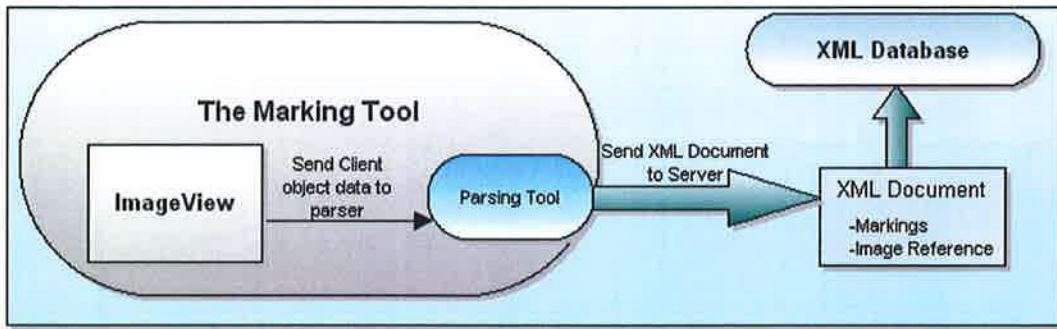 XML Database
The Marking Tool
Send Client
object data to
parser
ImageView
Parsing Tool
Send XML Document
to Server
XML Document
-Markings
-Image Reference